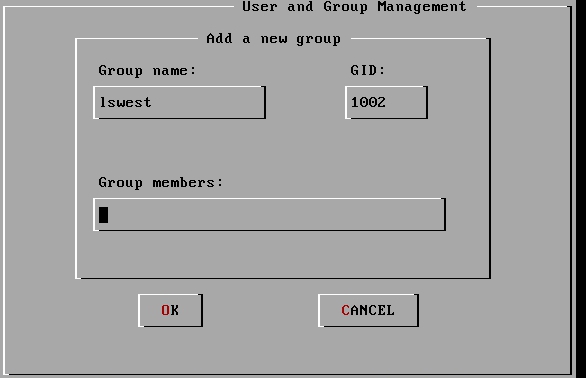 User and Group Management
Add a new group
Group name: GID:
lswest 1002
Group members:
OK CANCEL